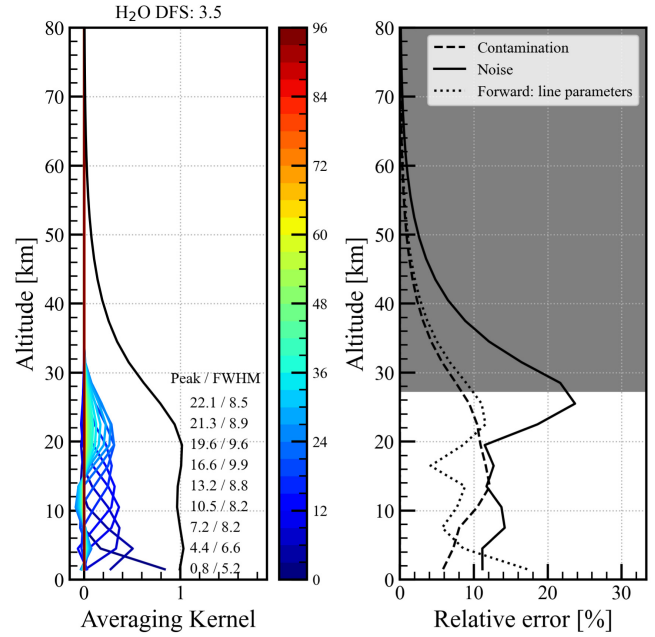 H₂O DFS: 3.5
80
70
60
50
40
30
20
10
0
Altitude [km]
0
1
Averaging Kernel
Peak / FWHM
22.1 / 8.5
21.3 / 8.9
19.6 / 9.6
16.6 / 9.9
13.2 / 8.8
10.5 / 8.2
7.2 / 8.2
4.4 / 6.6
0.8 / 5.2
96
84
72
60
48
36
24
12
0
80
70
60
50
40
30
20
10
0
Altitude [km]
Contamination
Noise
Forward: line parameters
0
10
20
30
Relative error [%]